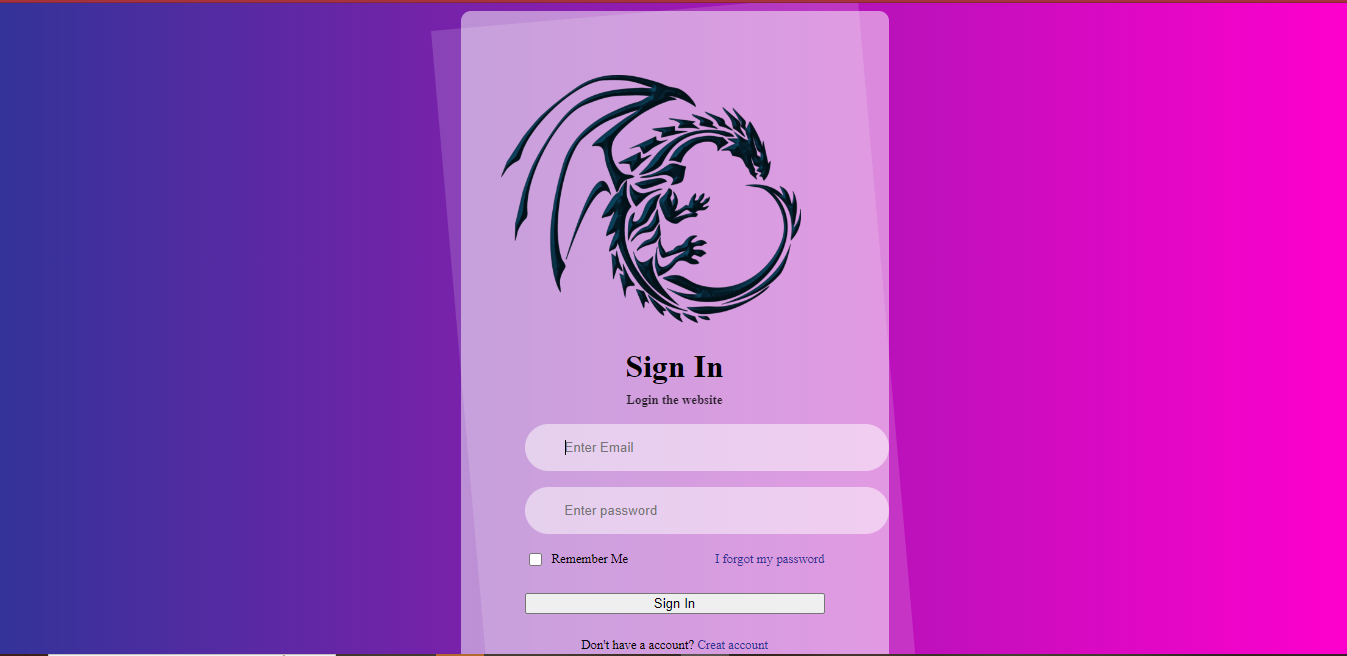 Sign In
Login the website
Enter Email
Enter password
Remember Me I forgot my password
Sign In
Don't have a account? Creat account